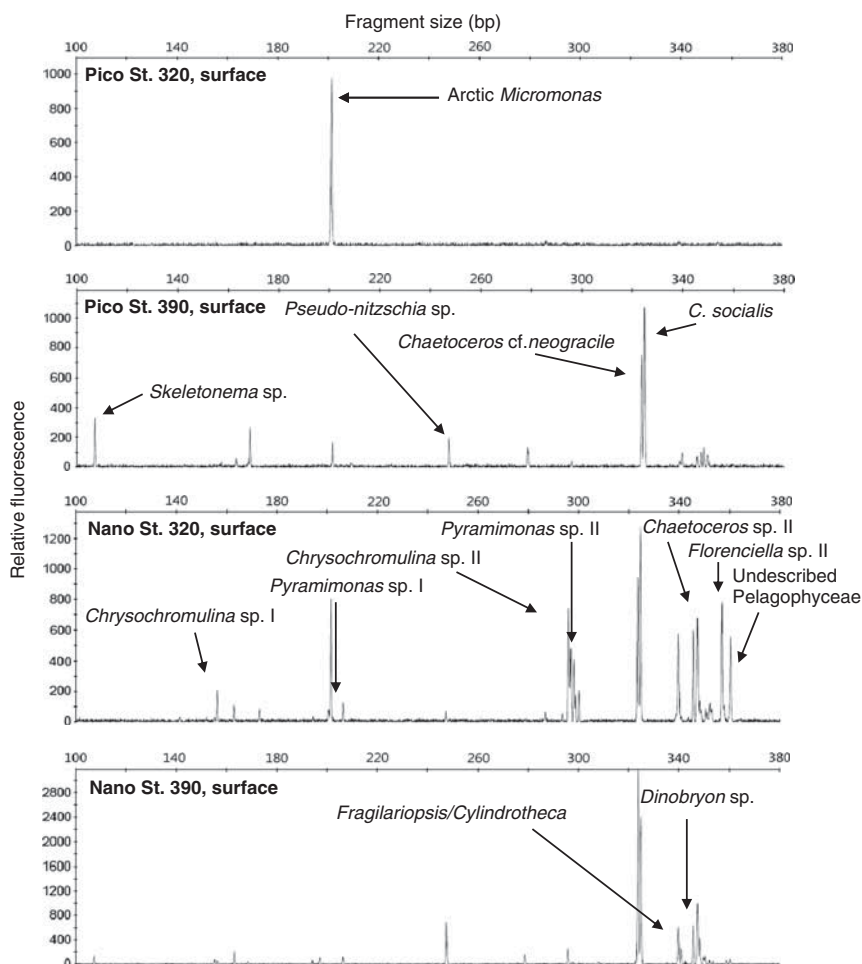 Fragment size (bp)
100 140 180 220 260 300 340 380
Pico St. 320, surface
Arctic Micromonas
1000
800
600
400
200
0
100 140 180 220 260 300 340 380
Pico St. 390, surface
Pseudo-nitzschia sp.
C. socialis
Chaetoceros cf.neogracile
Skeletonema sp.
1000
800
600
400
200
0
Relative fluorescence
100 140 180 220 260 300 340 380
Nano St. 320, surface
Pyramimonas sp. II
Chaetoceros sp. II
Florenciella sp. II
Chrysochromulina sp. II
Undescribed
Pelagophyceae
Pyramimonas sp. I
Chrysochromulina sp. I
1200
1000
800
600
400
200
0
100 140 180 220 260 300 340 380
Nano St. 390, surface
Dinobryon sp.
Fragilariopsis/Cylindrotheca
2800
2400
2000
1600
1200
800
400
0